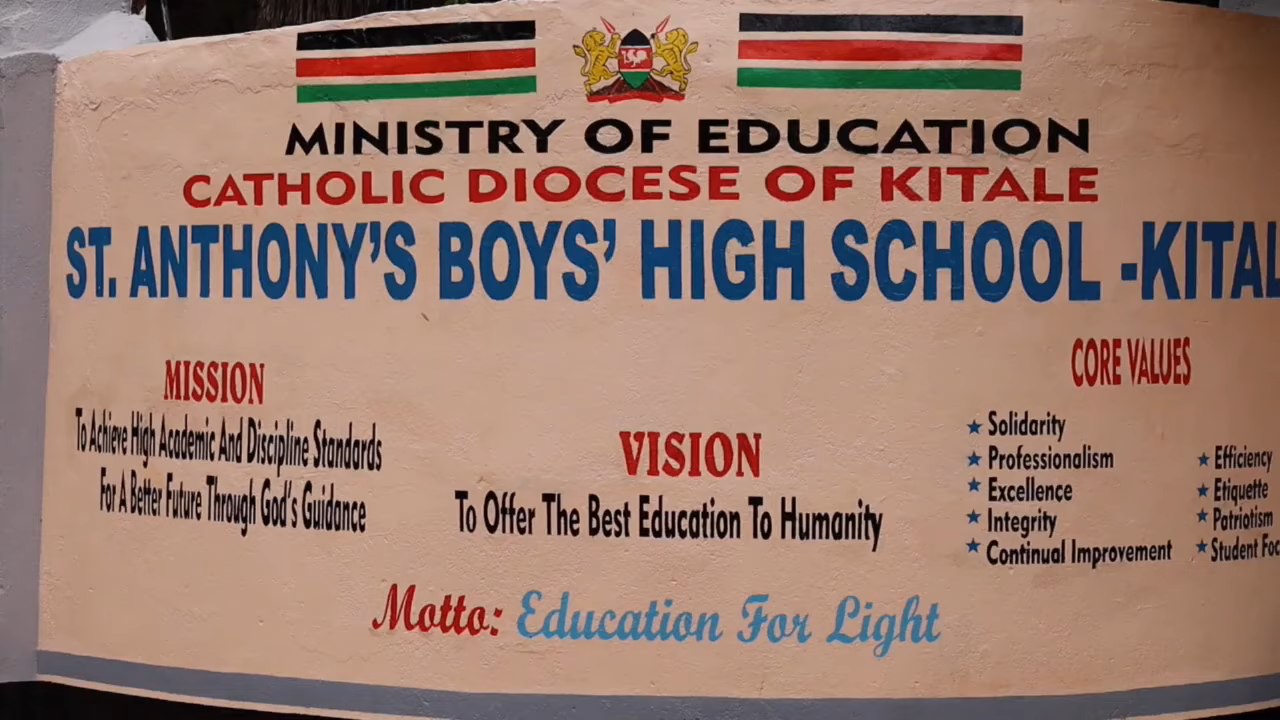 MINISTRY OF EDUCATION
CATHOLIC DIOCESE OF KITALE
ST. ANTHONY'S BOYS' HIGH SCHOOL -KITAL
MISSION
To Achieve High Academic And Discipline Standards
For A Better Future Through God's Guidance
VISION
To Offer The Best Education To Humanity
CORE VALUES
Solidarity
Professionalism
Excellence
Integrity
Continual Improvement
Efficiency
Etiquette
Patriotism
Student Foc
Motto: Education For Light